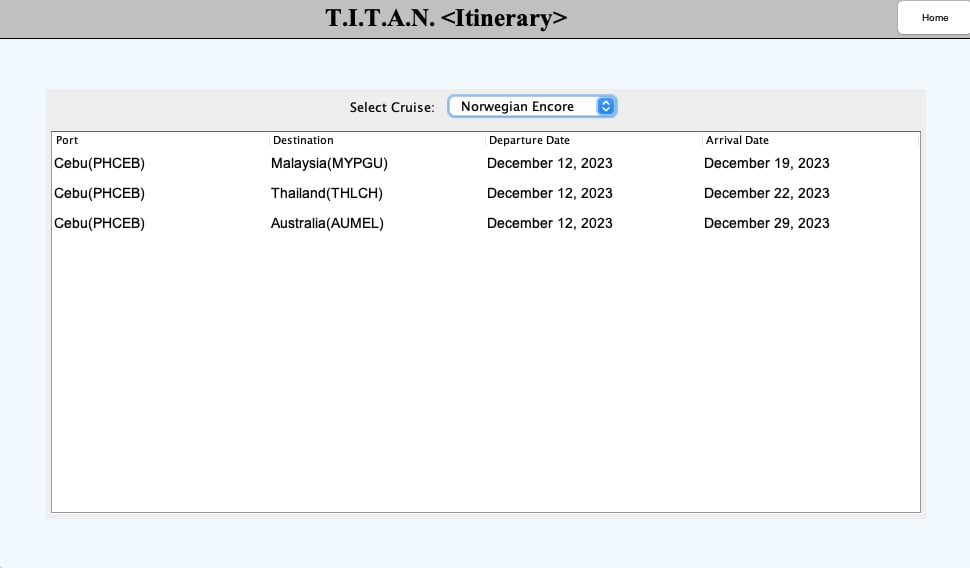 T.I.T.A.N. <Itinerary>
Home
Select Cruise: Norwegian Encore
Port Destination Departure Date Arrival Date
Cebu(PHCEB) Malaysia(MYPGU) December 12, 2023 December 19, 2023
Cebu(PHCEB) Thailand(THLCH) December 12, 2023 December 22, 2023
Cebu(PHCEB) Australia(AUMEL) December 12, 2023 December 29, 2023